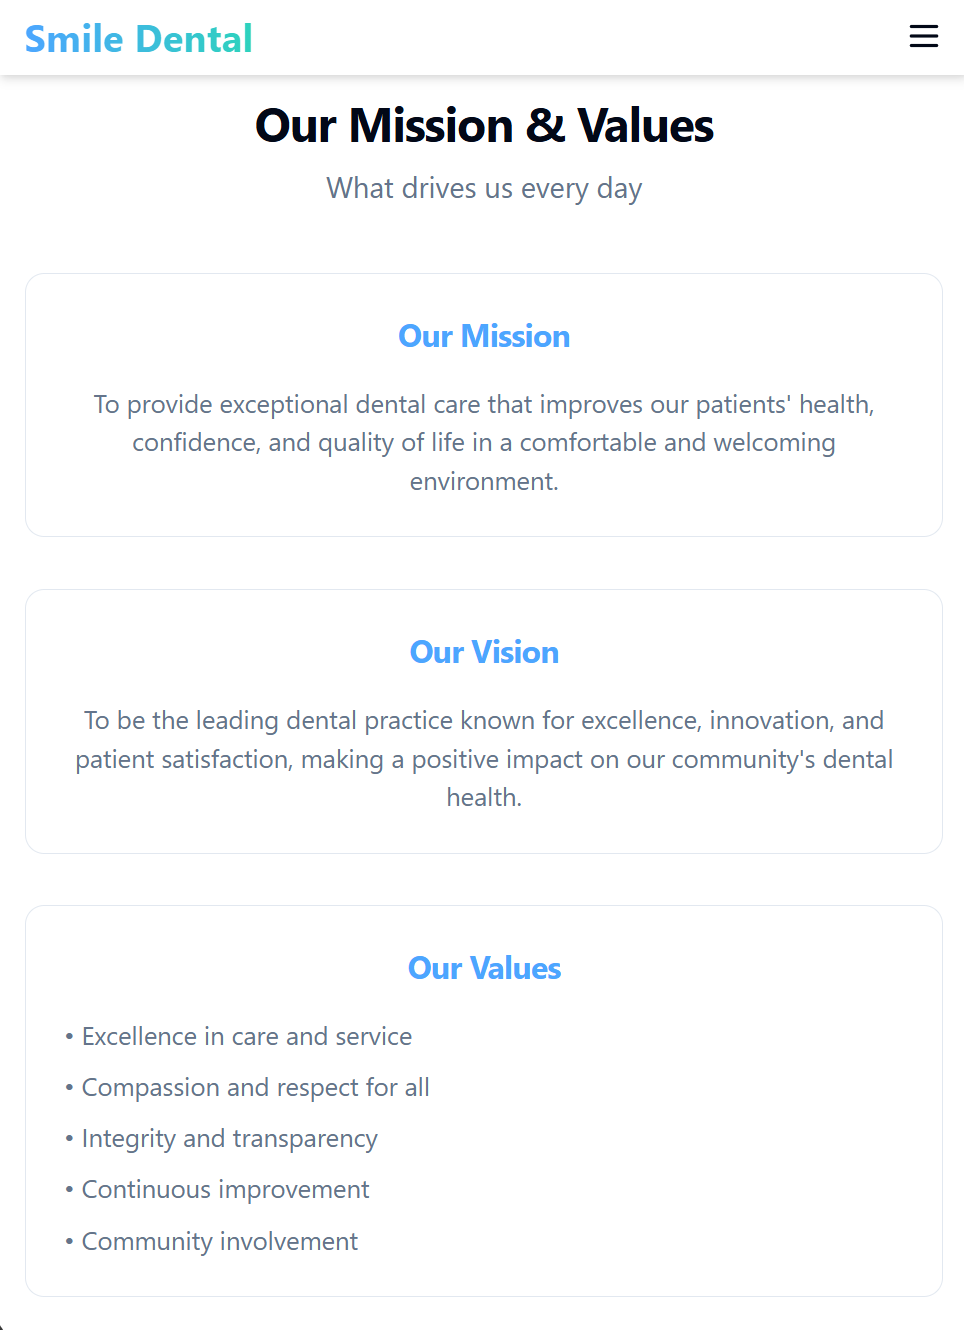 Smile Dental
Our Mission & Values
What drives us every day
Our Mission
To provide exceptional dental care that improves our patients' health,
confidence, and quality of life in a comfortable and welcoming
environment.
Our Vision
To be the leading dental practice known for excellence, innovation, and
patient satisfaction, making a positive impact on our community's dental
health.
Our Values
• Excellence in care and service
• Compassion and respect for all
• Integrity and transparency
• Continuous improvement
• Community involvement